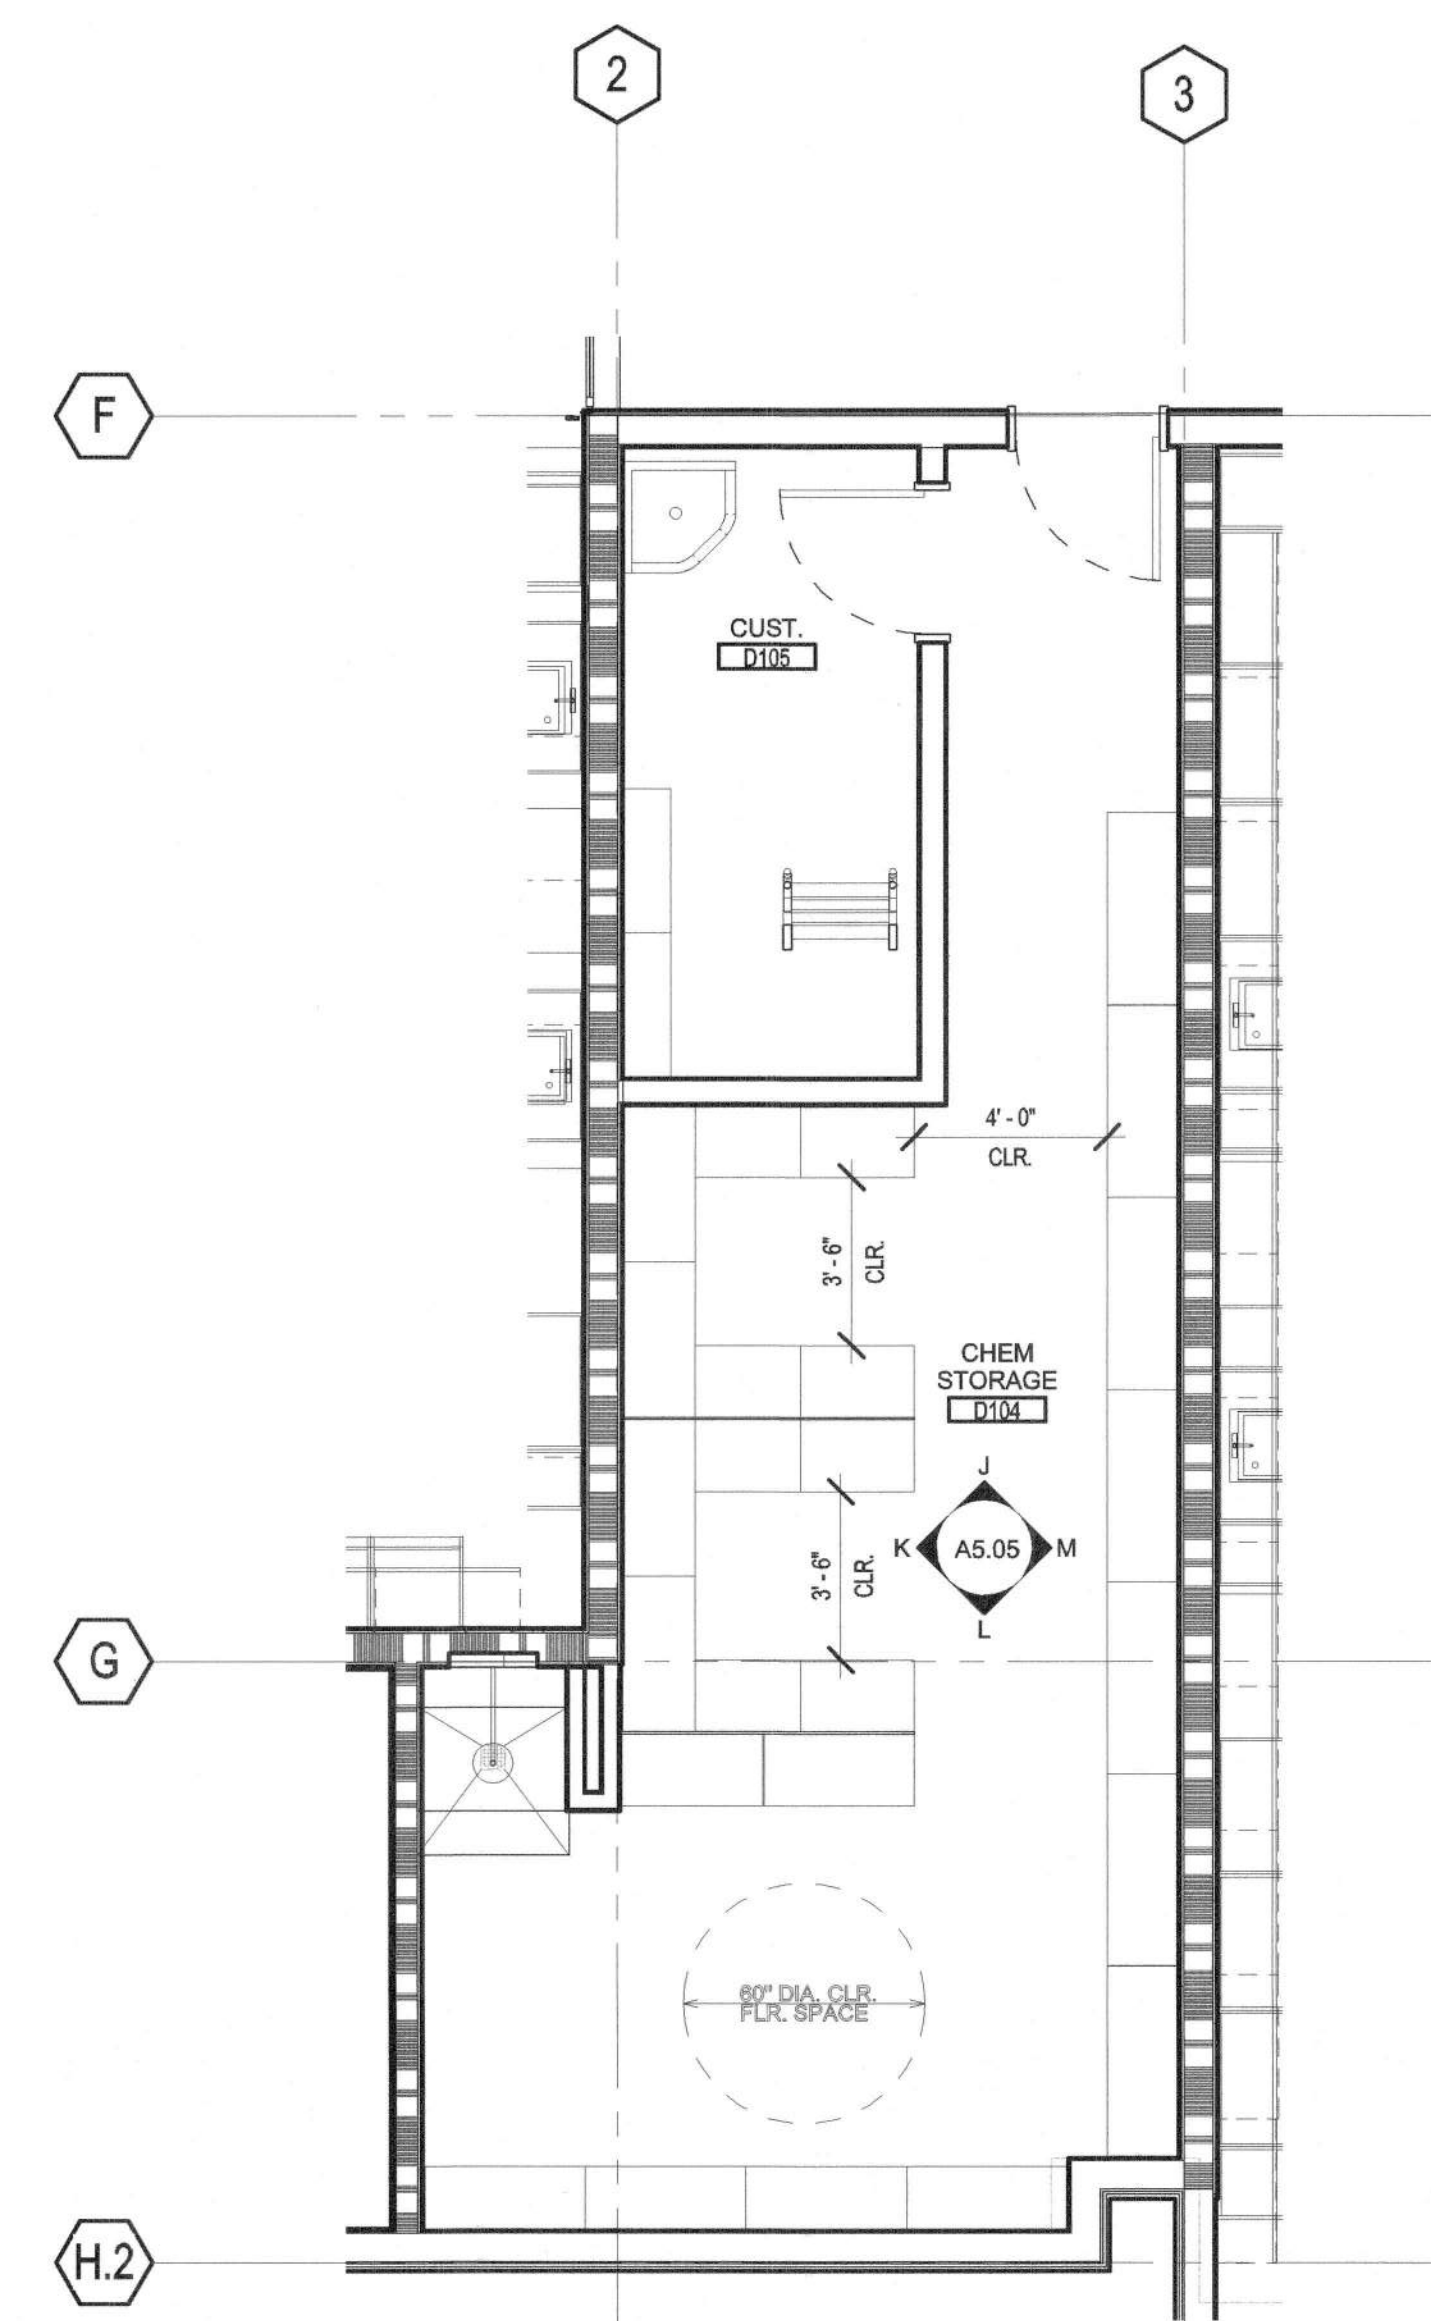 2
3
F
CUST.
D105
4' - 0"
CLR.
3' - 6"
CLR.
CHEM
STORAGE
D104
J
K
A5.05
M
L
3' - 6"
CLR.
G
60" DIA. CLR.
FLR. SPACE
H.2